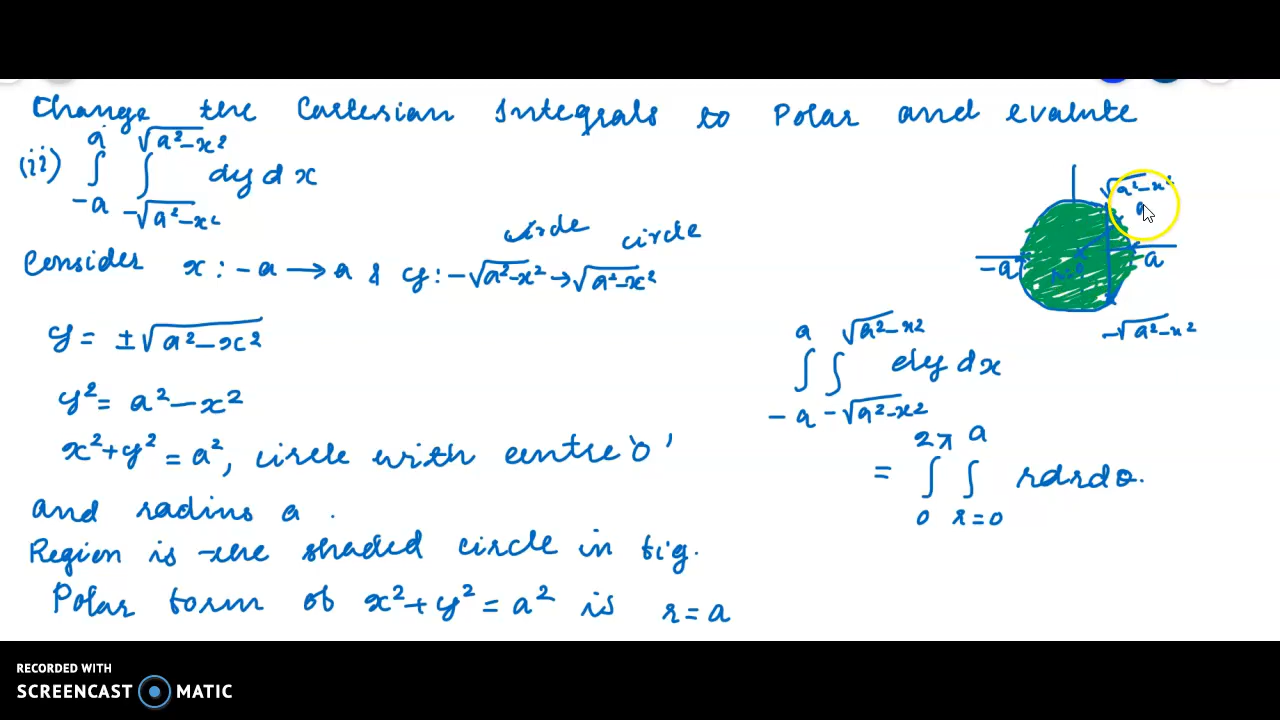 Change the Cartesian Integrals to Polar and evalute
(ii) ∫_{-a}^{a} ∫_{-√(a²-x²)}^{√(a²-x²)} dy dx
circle circle
Consider x : -a → a & y : -√(a²-x²) → √(a²-x²)
y = ±√(a²-x²)
y² = a²-x²
x²+y² = a², circle with centre 'o'
and radius a.
Region is the shaded circle in fig.
Polar form of x²+y² = a² is r = a
√(a²-x²)
a
r=0
-a
a
-√(a²-x²)
∫_{-a}^{a} ∫_{-√(a²-x²)}^{√(a²-x²)} dy dx
= ∫_{0}^{2π} ∫_{r=0}^{a} r dr dθ.
RECORDED WITH
SCREENCAST MATIC